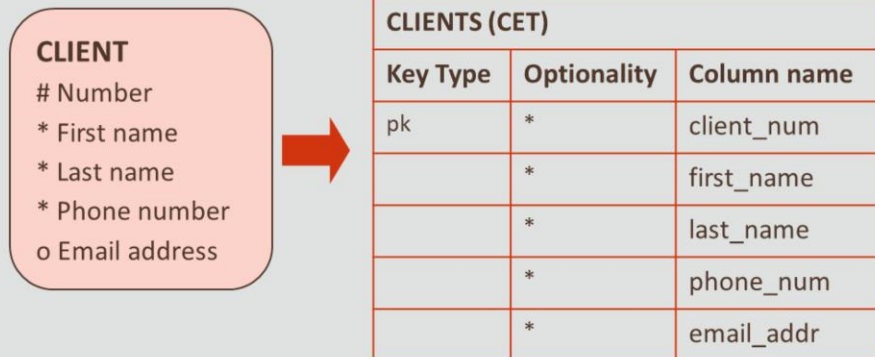 CLIENT
# Number
* First name
* Last name
* Phone number
o Email address
CLIENTS (CET)
Key Type Optionality Column name
pk * client_num
* first_name
* last_name
* phone_num
* email_addr